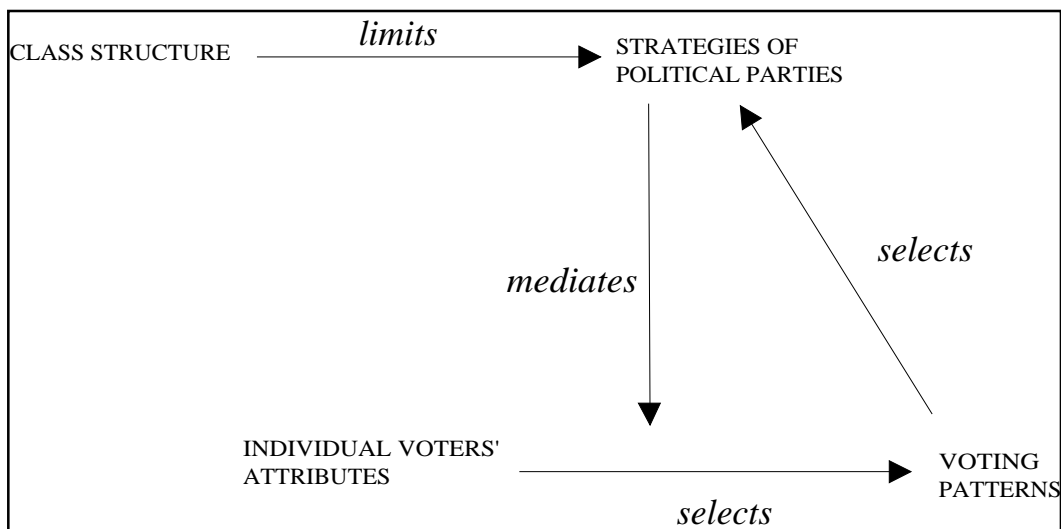 limits
CLASS STRUCTURE
STRATEGIES OF
POLITICAL PARTIES
selects
mediates
INDIVIDUAL VOTERS'
ATTRIBUTES
VOTING
PATTERNS
selects